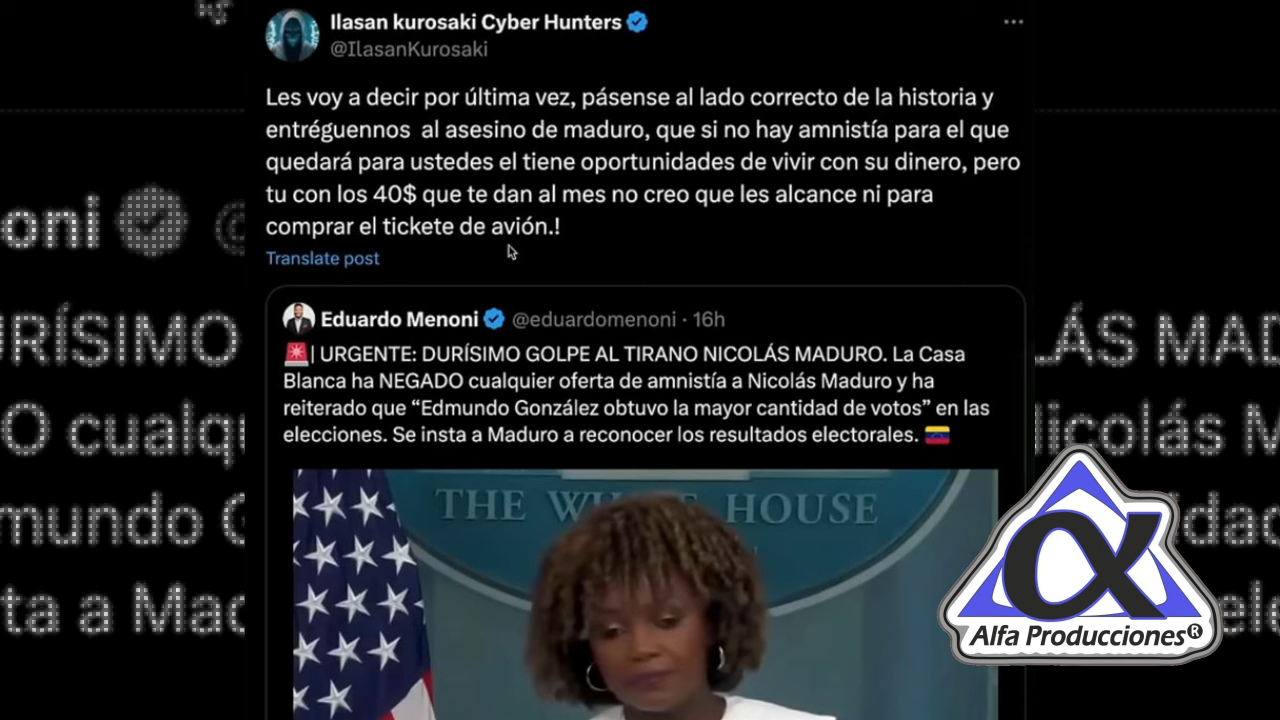 Ilasan kurosaki Cyber Hunters
@IlasanKurosaki
Les voy a decir por última vez, pásense al lado correcto de la historia y
entréguennos al asesino de maduro, que si no hay amnistía para el que
quedará para ustedes el tiene oportunidades de vivir con su dinero, pero
tu con los 40$ que te dan al mes no creo que les alcance ni para
comprar el tickete de avión.!
Translate post
Eduardo Menoni @eduardomenoni · 16h
| URGENTE: DURÍSIMO GOLPE AL TIRANO NICOLÁS MADURO. La Casa
Blanca ha NEGADO cualquier oferta de amnistía a Nicolás Maduro y ha
reiterado que “Edmundo González obtuvo la mayor cantidad de votos” en las
elecciones. Se insta a Maduro a reconocer los resultados electorales.
THE WHITE HOUSE
α
Alfa Producciones®